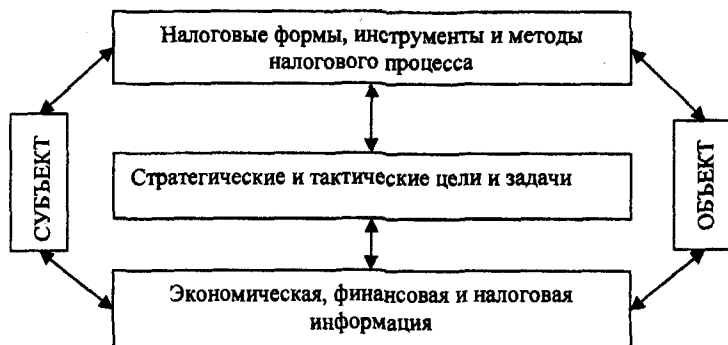 Налоговые формы, инструменты и методы
налогового процесса
СУБЪЕКТ
Стратегические и тактические цели и задачи
ОБЪЕКТ
Экономическая, финансовая и налоговая
информация